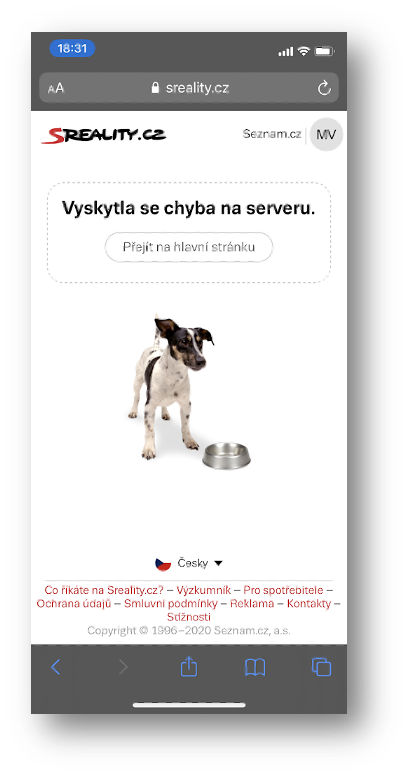 18:31
AA
sreality.cz
SREALITY.CZ
Seznam.cz
MV
Vyskytla se chyba na serveru.
Přejít na hlavní stránku
Česky
Co říkáte na Sreality.cz? – Výzkumník – Pro spotřebitele –
Ochrana údajů – Smluvní podmínky – Reklama – Kontakty –
Stížnosti
Copyright © 1996–2020 Seznam.cz, a.s.